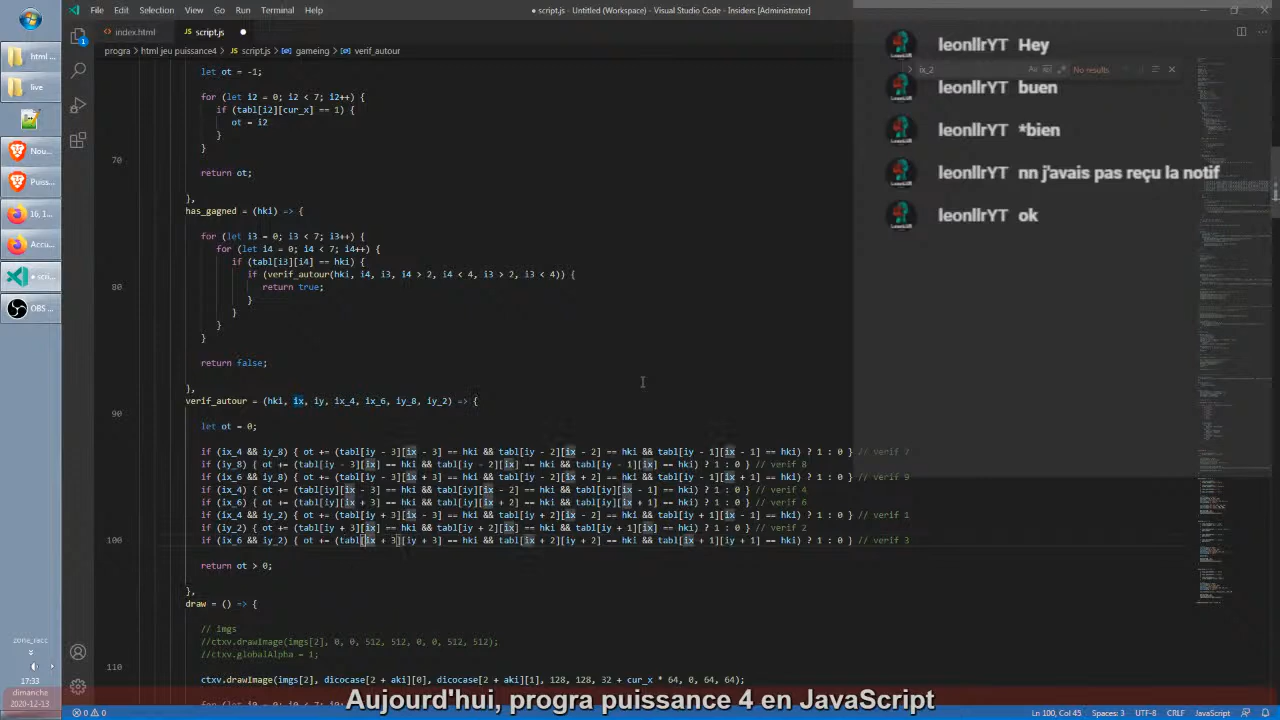 File Edit Selection View Go Run Terminal Help
● script.js - Untitled (Workspace) - Visual Studio Code - Insiders [Administrator]
index.html
script.js
progra > html jeu puissance4 > script.js > gameing > verif_autour
ix_2
No results
leonllrYT Hey
leonllrYT buen
leonllrYT *bien
leonllrYT nn j'avais pas reçu la notif
leonllrYT ok
html ...
live
Nou...
Puiss...
16, 1...
Accu...
● scri...
OBS ...
let ot = -1;
for (let i2 = 0; i2 < 7; i2++) {
if (tabl[i2][cur_x] == 1) {
ot = i2
}
70 }
return ot;
},
has_gagned = (hki) => {
for (let i3 = 0; i3 < 7; i3++) {
for (let i4 = 0; i4 < 7; i4++) {
if (tabl[i3][i4] == hki) {
if (verif_autour(hki, i4, i3, i4 > 2, i4 < 4, i3 > 2, i3 < 4)) {
80 return true;
}
}
}
}
return false;
},
verif_autour = (hki, ix, iy, ix_4, ix_6, iy_8, iy_2) => {
90
let ot = 0;
if (ix_4 && iy_8) { ot += (tabl[iy - 3][ix - 3] == hki && tabl[iy - 2][ix - 2] == hki && tabl[iy - 1][ix - 1] == hki) ? 1 : 0 } // verif 7
if (iy_8) { ot += (tabl[iy - 3][ix] == hki && tabl[iy - 2][ix] == hki && tabl[iy - 1][ix] == hki) ? 1 : 0 } // verif 8
if (ix_6 && iy_8) { ot += (tabl[iy - 3][ix + 3] == hki && tabl[iy - 2][ix + 2] == hki && tabl[iy - 1][ix + 1] == hki) ? 1 : 0 } // verif 9
if (ix_4) { ot += (tabl[iy][ix - 3] == hki && tabl[iy][ix - 2] == hki && tabl[iy][ix - 1] == hki) ? 1 : 0 } // verif 4
if (ix_6) { ot += (tabl[iy][ix + 3] == hki && tabl[iy][ix + 2] == hki && tabl[iy][ix + 1] == hki) ? 1 : 0 } // verif 6
if (ix_4 && iy_2) { ot += (tabl[iy + 3][ix - 3] == hki && tabl[iy + 2][ix - 2] == hki && tabl[iy + 1][ix - 1] == hki) ? 1 : 0 } // verif 1
if (iy_2) { ot += (tabl[iy + 3][ix] == hki && tabl[iy + 2][ix] == hki && tabl[iy + 1][ix] == hki) ? 1 : 0 } // verif 2
100 if (ix_6 && iy_2) { ot += (tabl[ix + 3][iy + 3] == hki && tabl[ix + 2][iy + 2] == hki && tabl[ix + 1][iy + 1] == hki) ? 1 : 0 } // verif 3
return ot > 0;
},
draw = () => {
// imgs
//ctxv.drawImage(imgs[2], 0, 0, 512, 512, 0, 0, 512, 512);
//ctxv.globalAlpha = 1;
110
ctxv.drawImage(imgs[2], dicocase[2 + aki][0], dicocase[2 + aki][1], 128, 128, 32 + cur_x * 64, 0, 64, 64);
zone_racc
17:33
dimanche
2020-12-13
Aujourd'hui, progra puissance 4 en JavaScript
0 0
Ln 100, Col 45 Spaces: 3 UTF-8 CRLF JavaScript